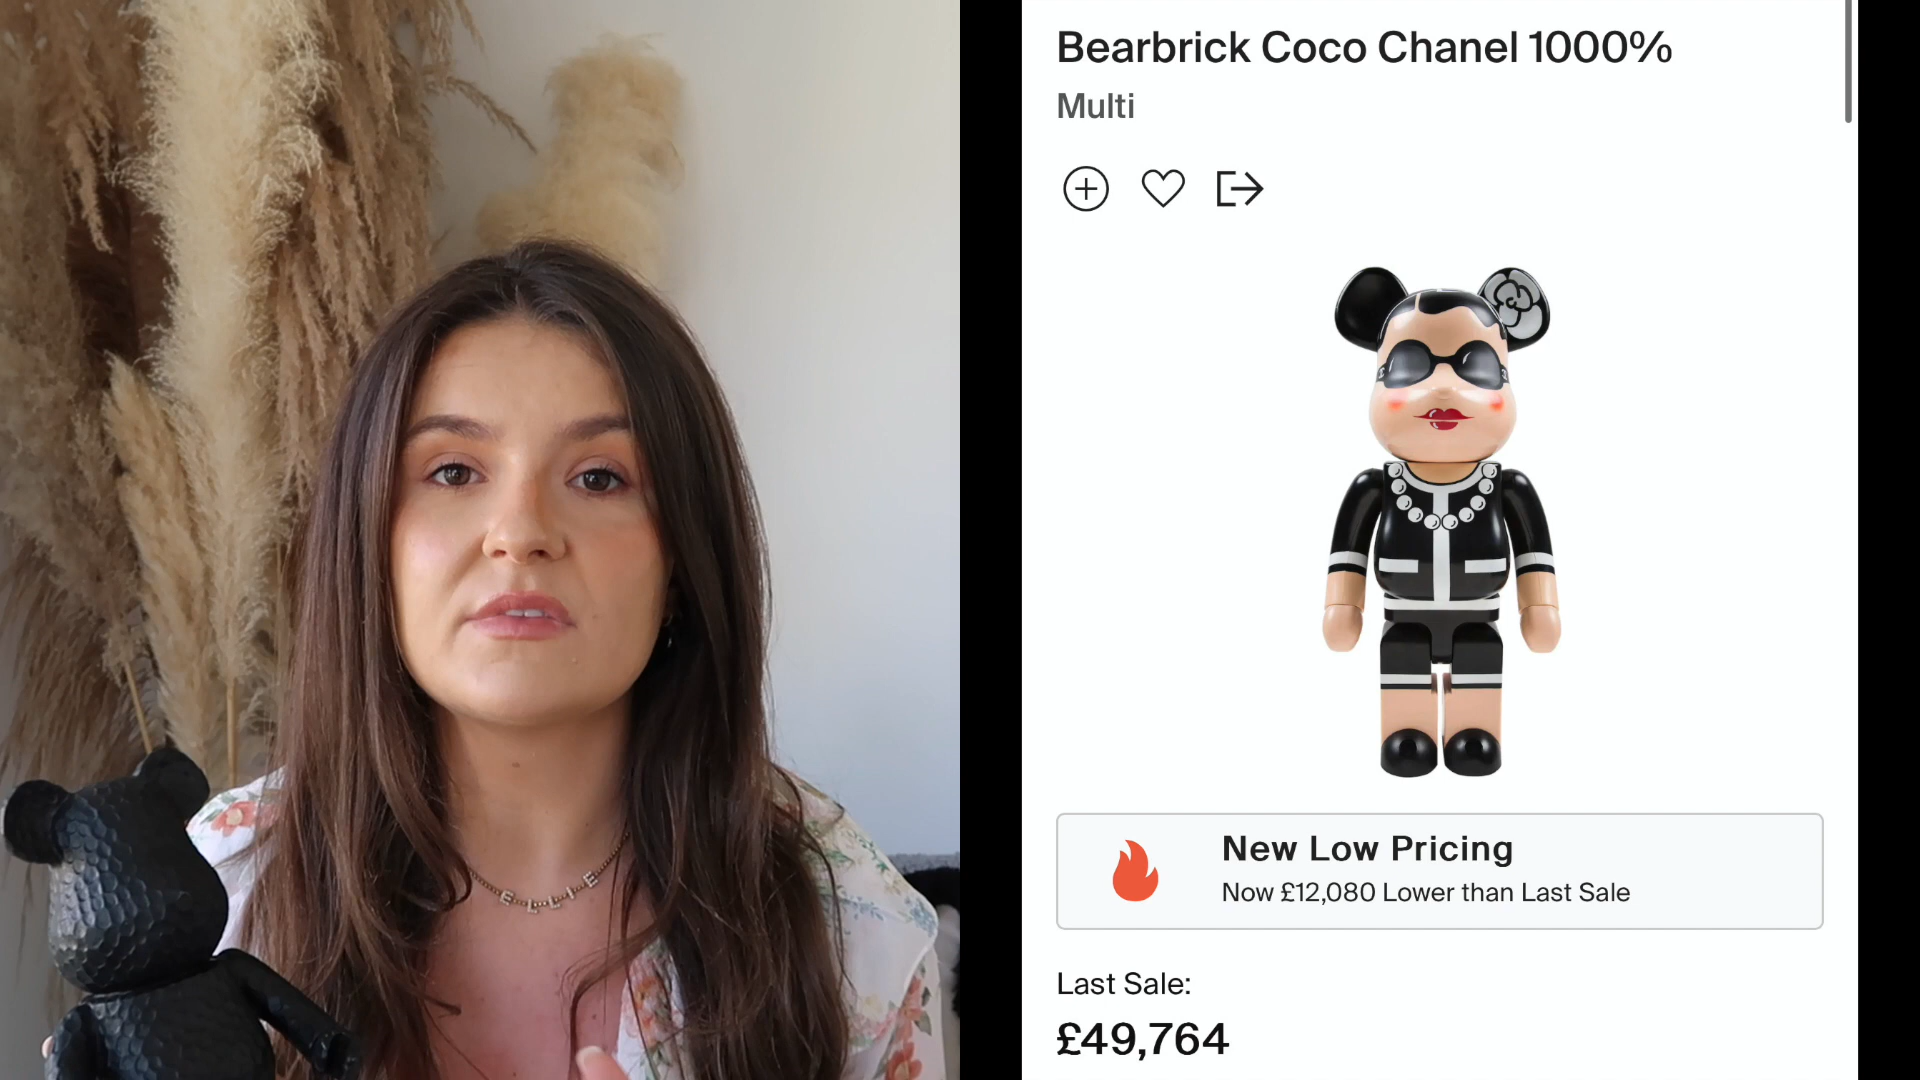 Bearbrick Coco Chanel 1000%
Multi
ELLIE
New Low Pricing
Now £12,080 Lower than Last Sale
Last Sale:
£49,764